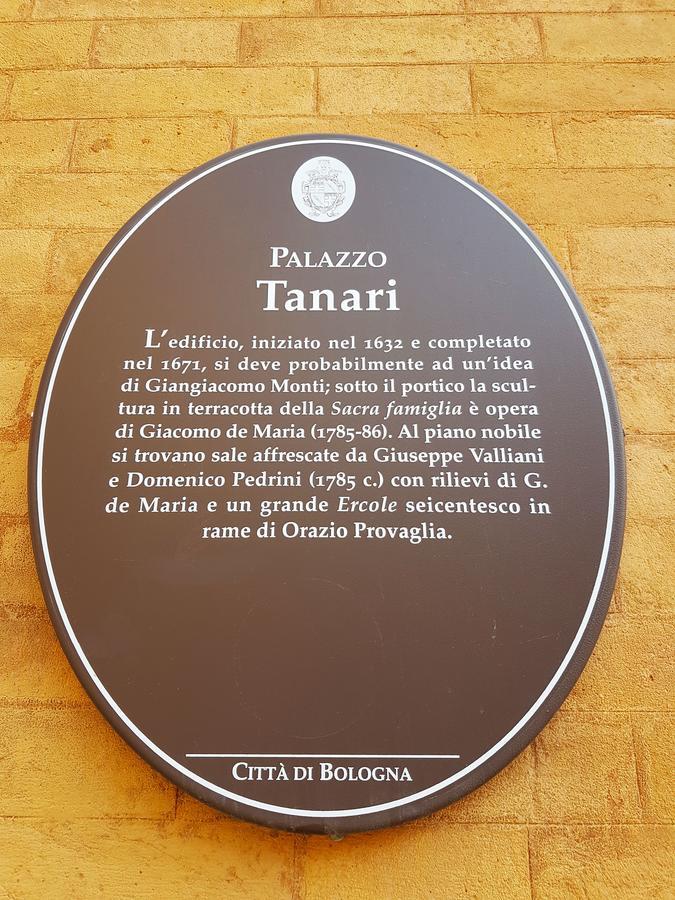 PALAZZO
Tanari
L'edificio, iniziato nel 1632 e completato
nel 1671, si deve probabilmente ad un'idea
di Giangiacomo Monti; sotto il portico la scul-
tura in terracotta della Sacra famiglia è opera
di Giacomo de Maria (1785-86). Al piano nobile
si trovano sale affrescate da Giuseppe Valliani
e Domenico Pedrini (1785 c.) con rilievi di G.
de Maria e un grande Ercole seicentesco in
rame di Orazio Provaglia.
CITTÀ DI BOLOGNA